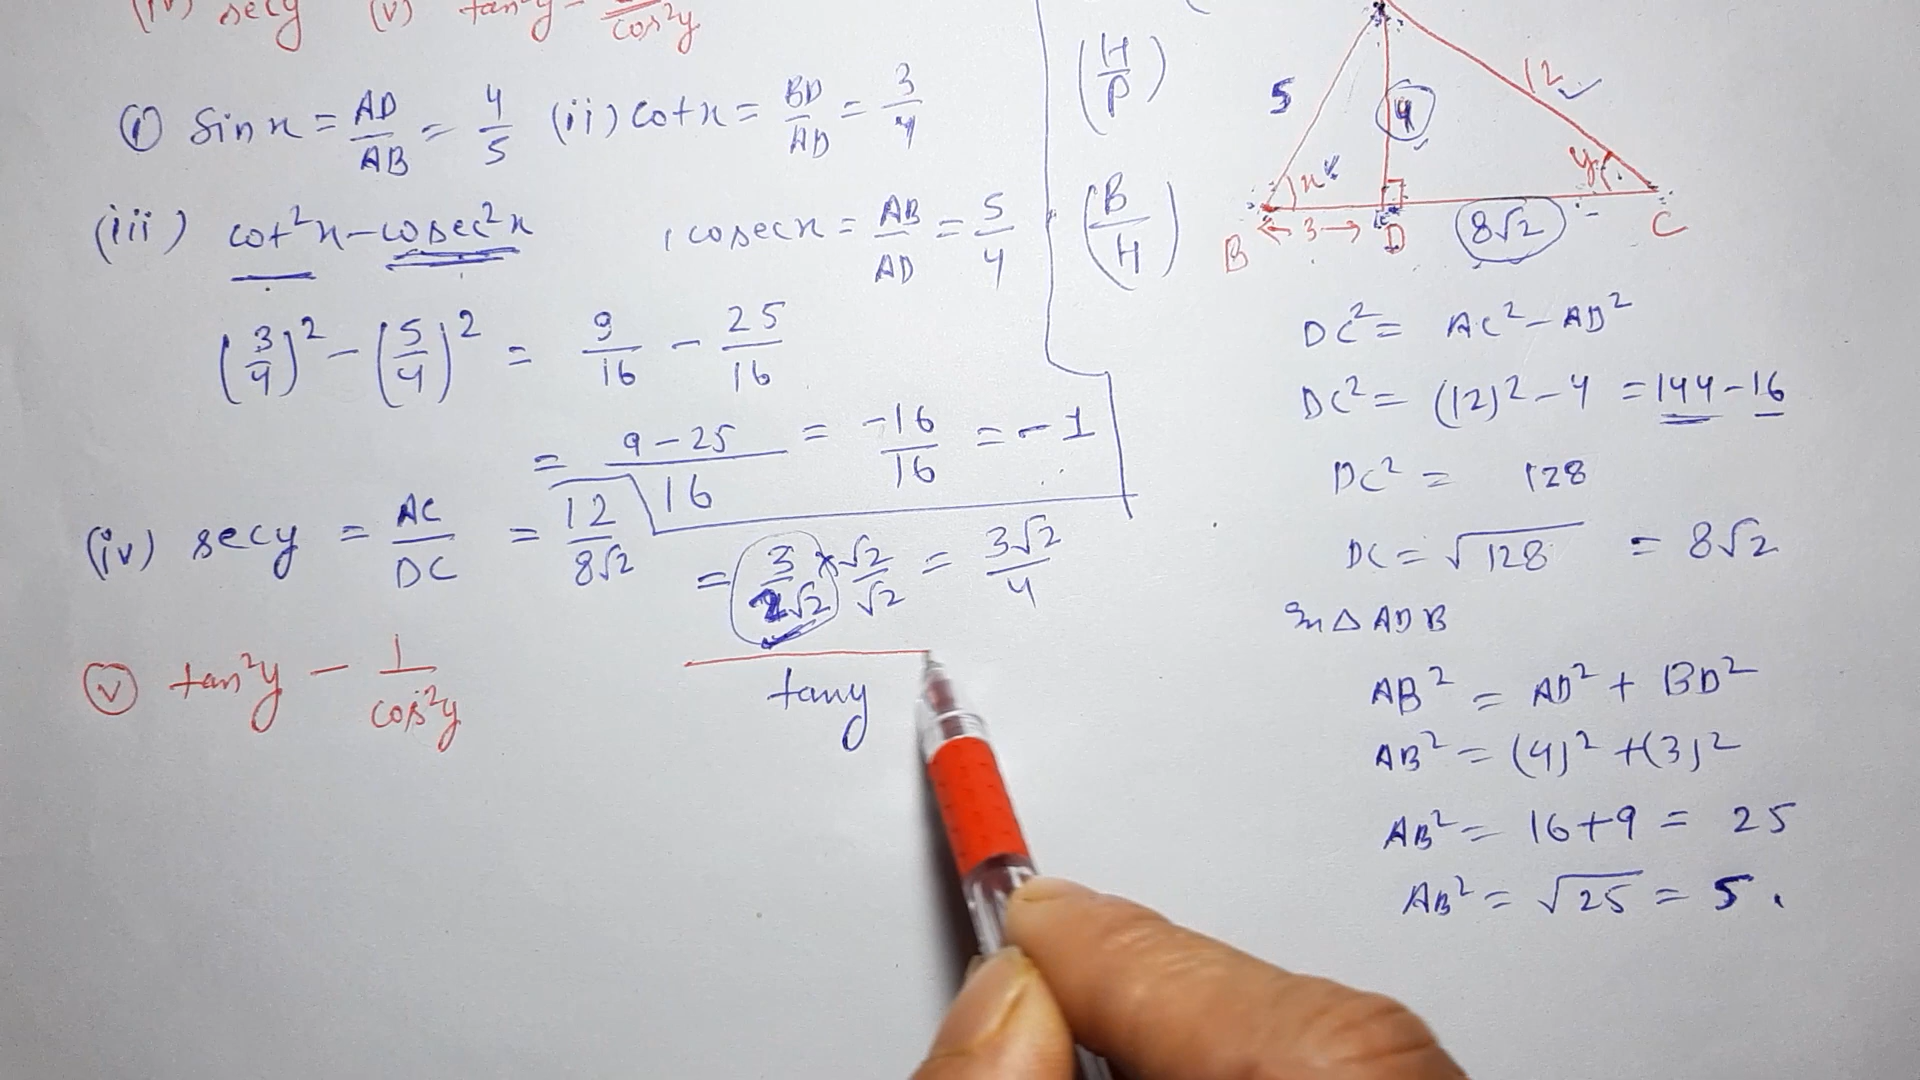 (iv) secy (v) tan²y - 1/cos²y
(i) Sin x = AD/AB = 4/5 (ii) Cot x = BD/AD = 3/4
(iii) cot²x - cosec²x , cosec x = AB/AD = 5/4
(3/4)² - (5/4)² = 9/16 - 25/16
= 9-25/16 = -16/16 = -1
(iv) secy = AC/DC = 12/8√2
= 3/2√2 × √2/√2 = 3√2/4
(v) tan²y - 1/cos²y
tany
(H/P)
(B/H)
5
4
12
x
y
B
3
D
8√2
C
DC² = AC² - AD²
DC² = (12)² - 4 = 144 - 16
DC² = 128
DC = √128 = 8√2
In △ ADB
AB² = AD² + BD²
AB² = (4)² + (3)²
AB² = 16+9 = 25
AB² = √25 = 5.